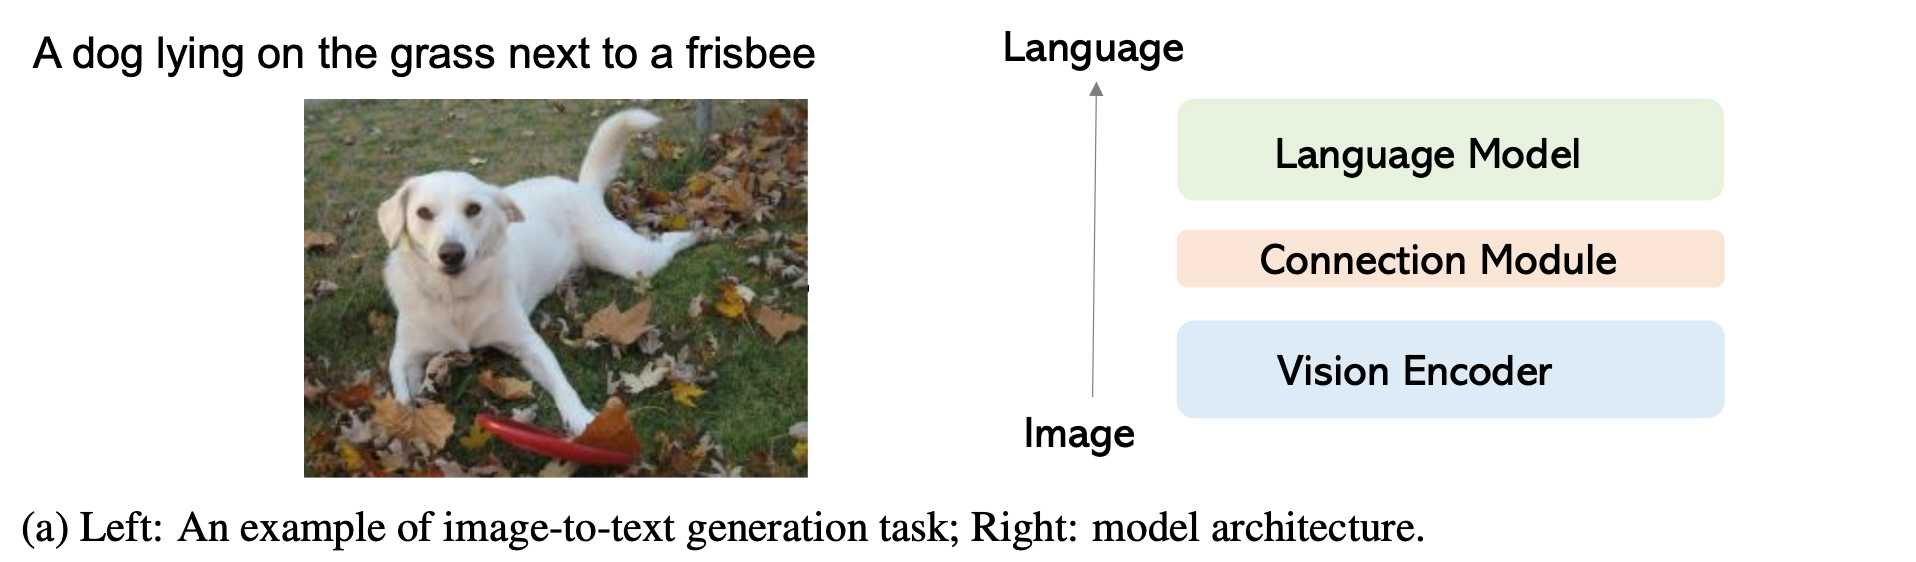 A dog lying on the grass next to a frisbee
Language
Language Model
Connection Module
Vision Encoder
Image
(a) Left: An example of image-to-text generation task; Right: model architecture.